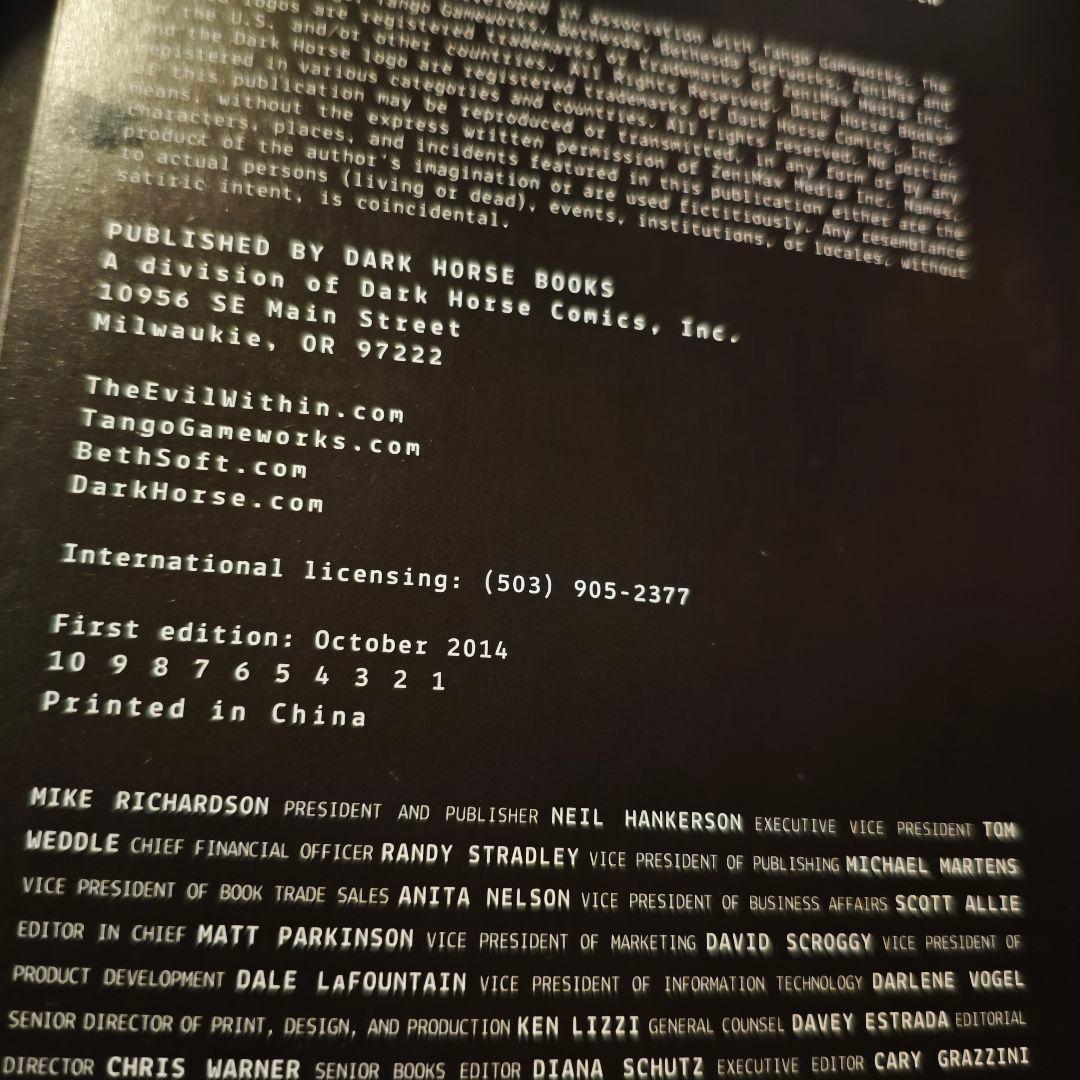 developed in association with Tango Gameworks. The
logos are registered trademarks or trademarks of ZeniMax Media Inc.
in the U.S. and/or other countries. All Rights Reserved. Dark Horse Books
and the Dark Horse logo are registered trademarks of Dark Horse Comics, Inc.,
registered in various categories and countries. All rights reserved. No portion
of this publication may be reproduced or transmitted, in any form or by any
means, without the express written permission of ZeniMax Media Inc. Names,
characters, places, and incidents featured in this publication either are the
product of the author's imagination or are used fictitiously. Any resemblance
to actual persons (living or dead), events, institutions, or locales, without
satiric intent, is coincidental.
PUBLISHED BY DARK HORSE BOOKS
A division of Dark Horse Comics, Inc.
10956 SE Main Street
Milwaukie, OR 97222
TheEvilWithin.com
TangoGameworks.com
BethSoft.com
DarkHorse.com
International licensing: (503) 905-2377
First edition: October 2014
10 9 8 7 6 5 4 3 2 1
Printed in China
MIKE RICHARDSON PRESIDENT AND PUBLISHER NEIL HANKERSON EXECUTIVE VICE PRESIDENT TOM
WEDDLE CHIEF FINANCIAL OFFICER RANDY STRADLEY VICE PRESIDENT OF PUBLISHING MICHAEL MARTENS
VICE PRESIDENT OF BOOK TRADE SALES ANITA NELSON VICE PRESIDENT OF BUSINESS AFFAIRS SCOTT ALLIE
EDITOR IN CHIEF MATT PARKINSON VICE PRESIDENT OF MARKETING DAVID SCROGGY VICE PRESIDENT OF
PRODUCT DEVELOPMENT DALE LaFOUNTAIN VICE PRESIDENT OF INFORMATION TECHNOLOGY DARLENE VOGEL
SENIOR DIRECTOR OF PRINT, DESIGN, AND PRODUCTION KEN LIZZI GENERAL COUNSEL DAVEY ESTRADA EDITORIAL
DIRECTOR CHRIS WARNER SENIOR BOOKS EDITOR DIANA SCHUTZ EXECUTIVE EDITOR CARY GRAZZINI